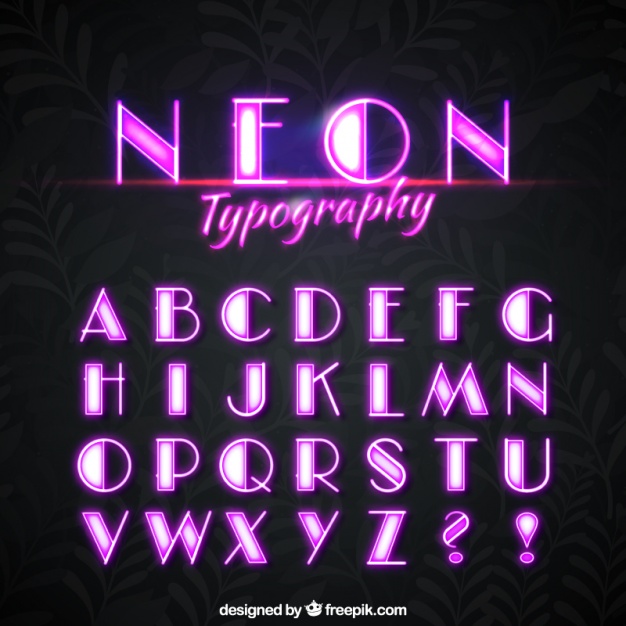 NEON
Typography
ABCDEFG
HIJKLMN
OPQRSTU
VWXYZ?!
designed by freepik.com